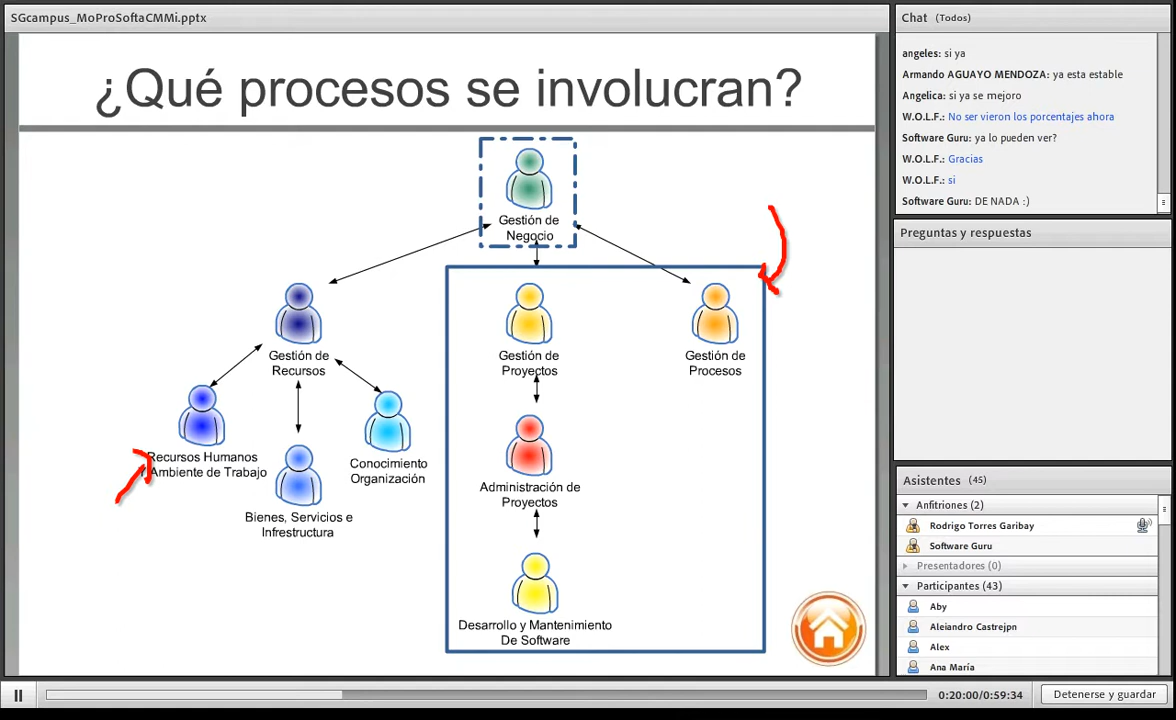 SGcampus_MoProSoftaCMMi.pptx
¿Qué procesos se involucran?
Gestión de
Negocio
Gestión de
Recursos
Gestión de
Proyectos
Gestión de
Procesos
Recursos Humanos
Y Ambiente de Trabajo
Conocimiento
Organización
Bienes, Servicios e
Infrestructura
Administración de
Proyectos
Desarrollo y Mantenimiento
De Software
Chat (Todos)
angeles: si ya
Armando AGUAYO MENDOZA: ya esta estable
Angelica: si ya se mejoro
W.O.L.F.: No ser vieron los porcentajes ahora
Software Guru: ya lo pueden ver?
W.O.L.F.: Gracias
W.O.L.F.: si
Software Guru: DE NADA :)
Preguntas y respuestas
Asistentes (45)
Anfitriones (2)
Rodrigo Torres Garibay
Software Guru
Presentadores (0)
Participantes (43)
Aby
Alejandro Castrejpn
Alex
Ana María
0:20:00/0:59:34
Detenerse y guardar